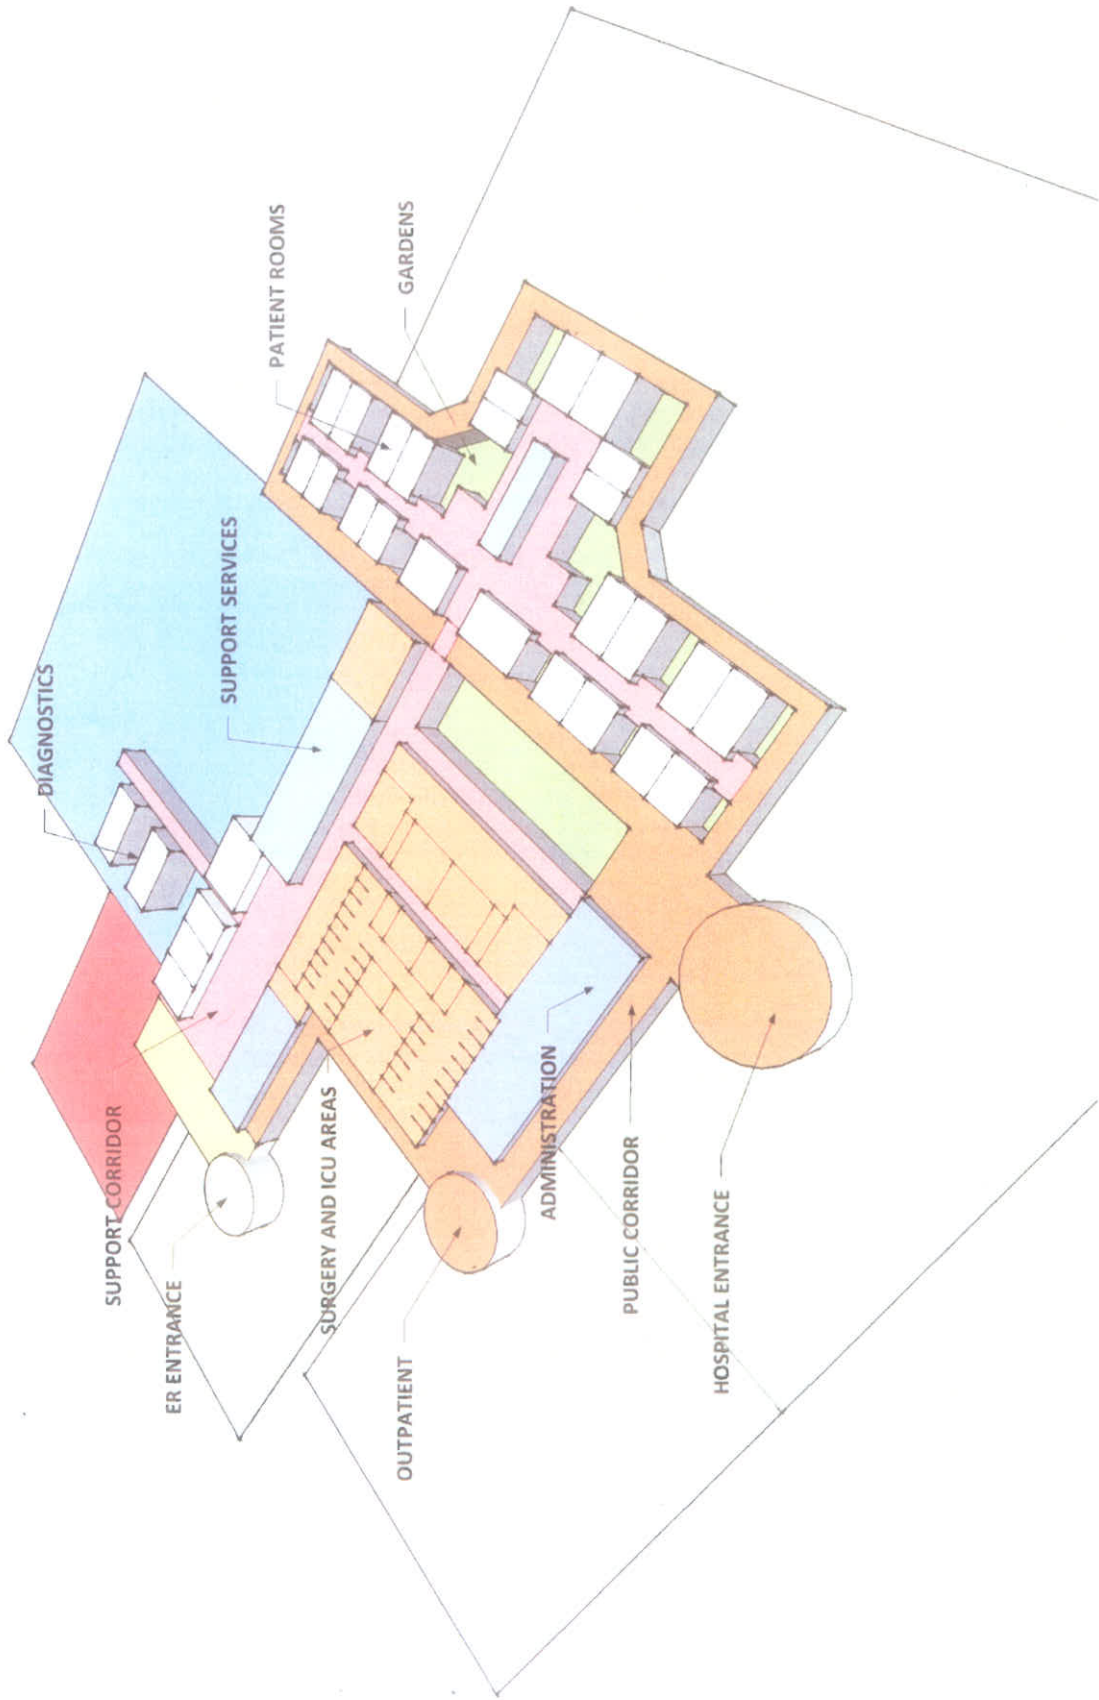 DIAGNOSTICS
SUPPORT SERVICES
PATIENT ROOMS
GARDENS
SUPPORT CORRIDOR
ER ENTRANCE
SURGERY AND ICU AREAS
OUTPATIENT
ADMINISTRATION
PUBLIC CORRIDOR
HOSPITAL ENTRANCE